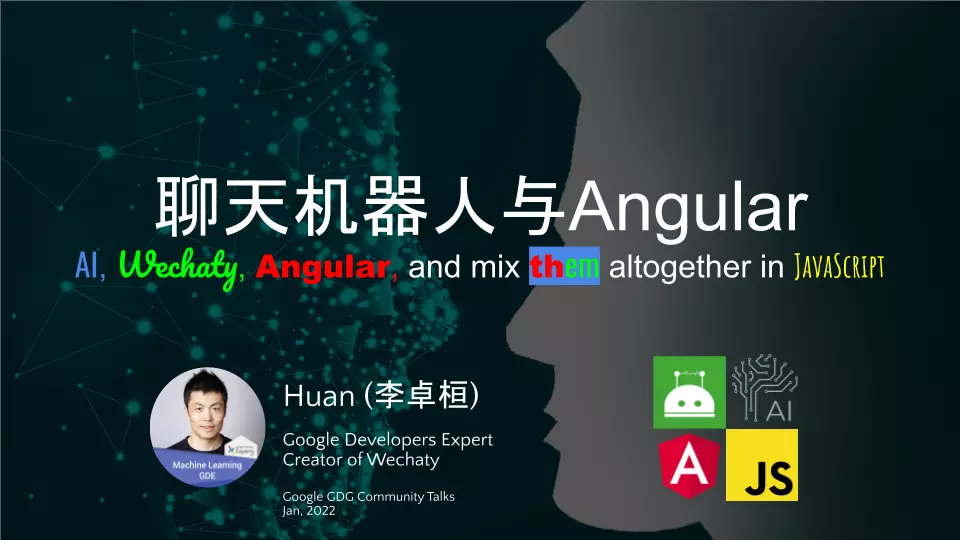 聊天机器人与Angular
AI, Wechaty, Angular, and mix them altogether in JavaScript
Huan (李卓桓)
Google Developers Expert
Creator of Wechaty
Google GDG Community Talks
Jan, 2022
Experts
Machine Learning
GDE
AI
A
JS